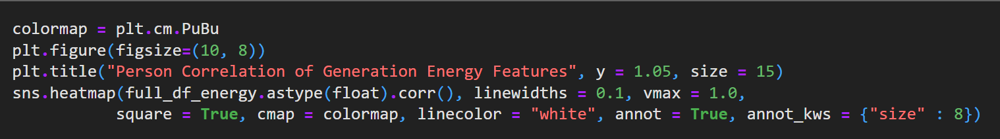 colormap = plt.cm.PuBu
plt.figure(figsize=(10, 8))
plt.title("Person Correlation of Generation Energy Features", y = 1.05, size = 15)
sns.heatmap(full_df_energy.astype(float).corr(), linewidths = 0.1, vmax = 1.0,
            square = True, cmap = colormap, linecolor = "white", annot = True, annot_kws = {"size" : 8})